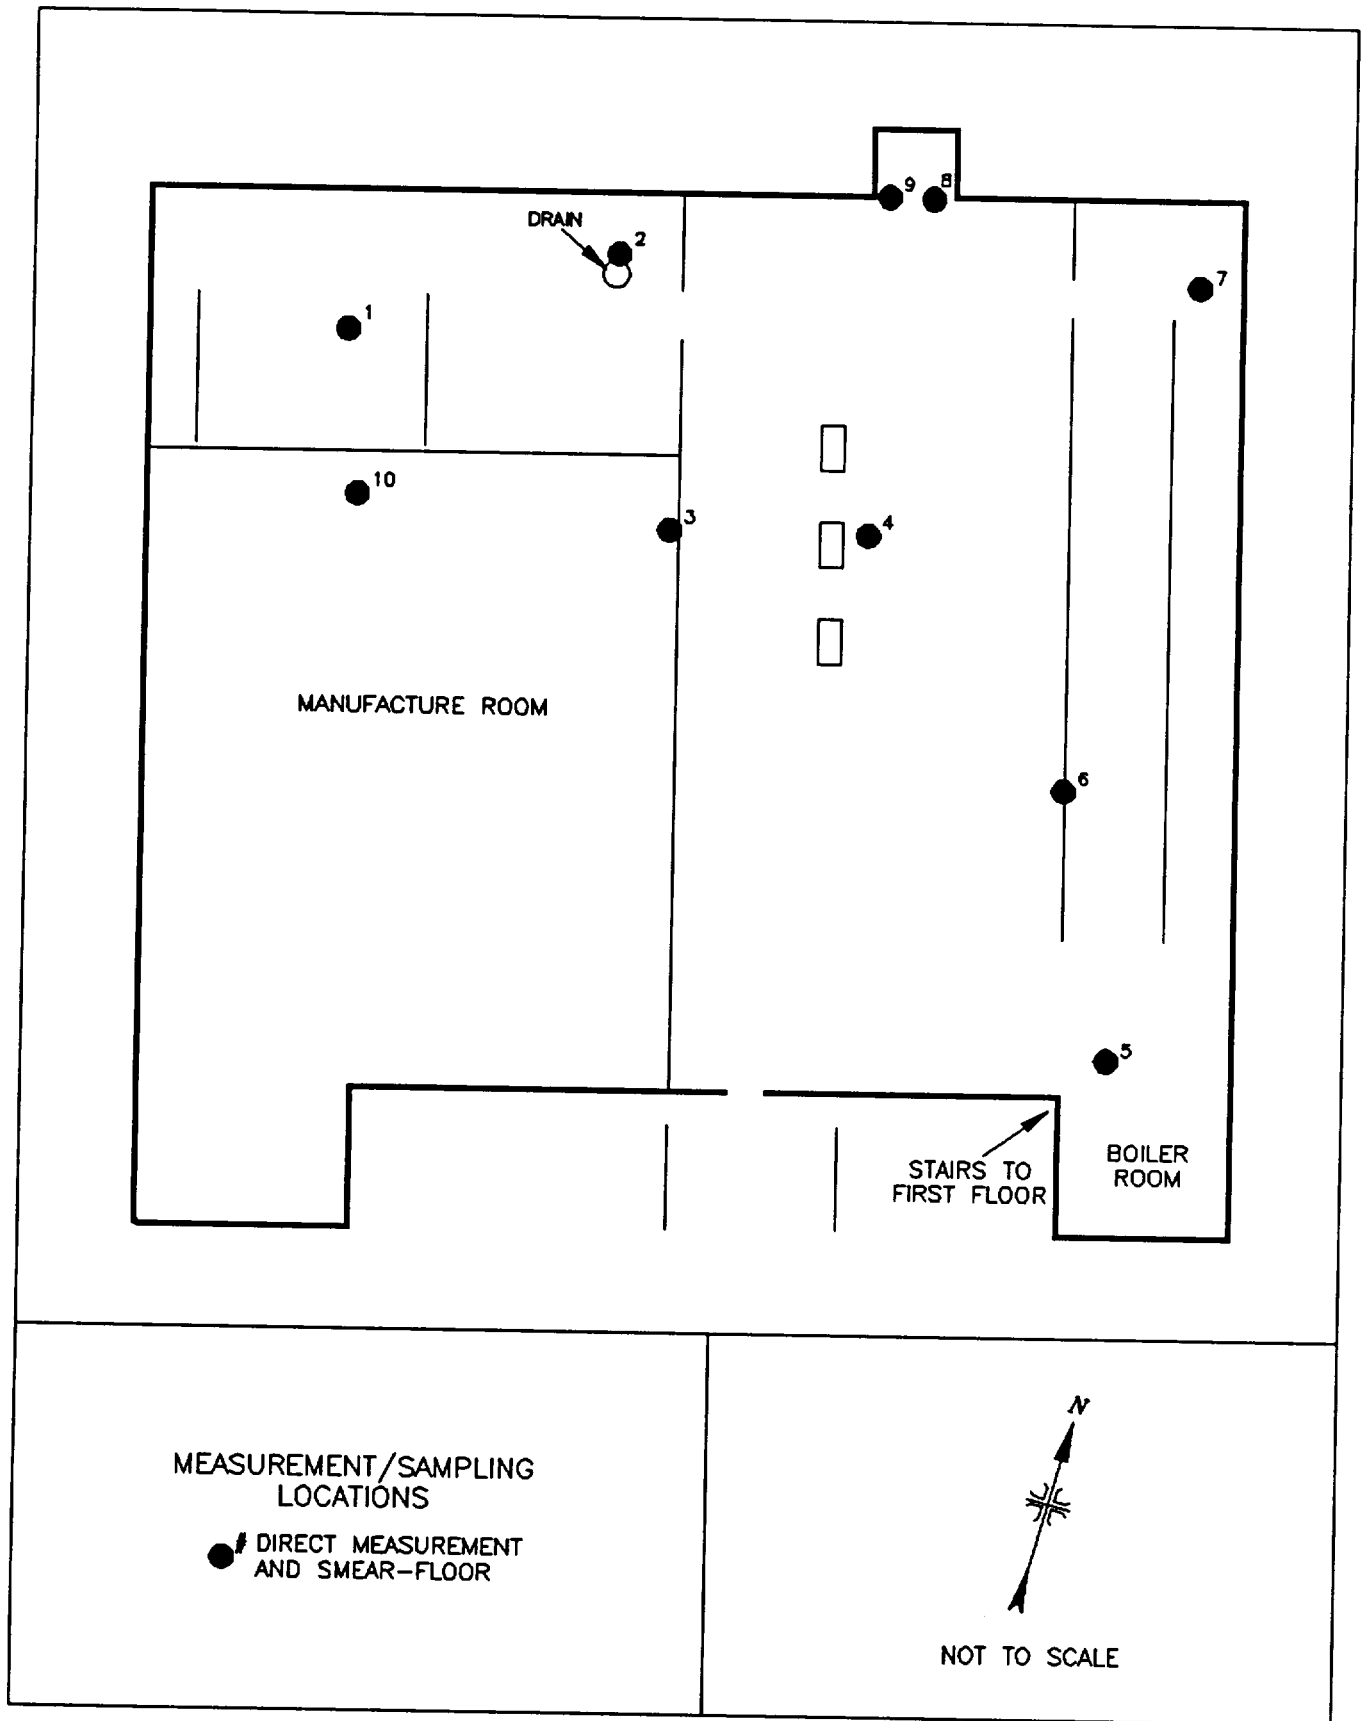 9
8
DRAIN
2
7
1
10
3
4
MANUFACTURE ROOM
6
5
STAIRS TO
FIRST FLOOR
BOILER
ROOM
MEASUREMENT/SAMPLING
LOCATIONS
# DIRECT MEASUREMENT
AND SMEAR-FLOOR
N
NOT TO SCALE